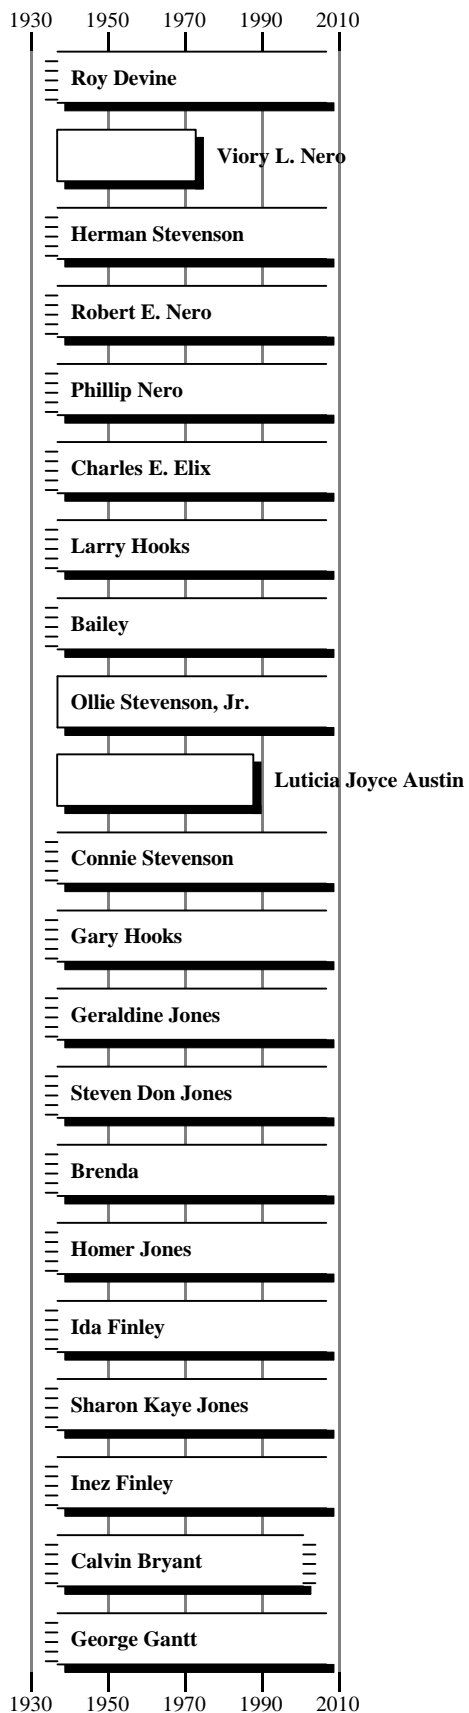 1930 1950 1970 1990 2010
Roy Devine
Viory L. Nero
Herman Stevenson
Robert E. Nero
Phillip Nero
Charles E. Elix
Larry Hooks
Bailey
Ollie Stevenson, Jr.
Luticia Joyce Austin
Connie Stevenson
Gary Hooks
Geraldine Jones
Steven Don Jones
Brenda
Homer Jones
Ida Finley
Sharon Kaye Jones
Inez Finley
Calvin Bryant
George Gantt
1930 1950 1970 1990 2010